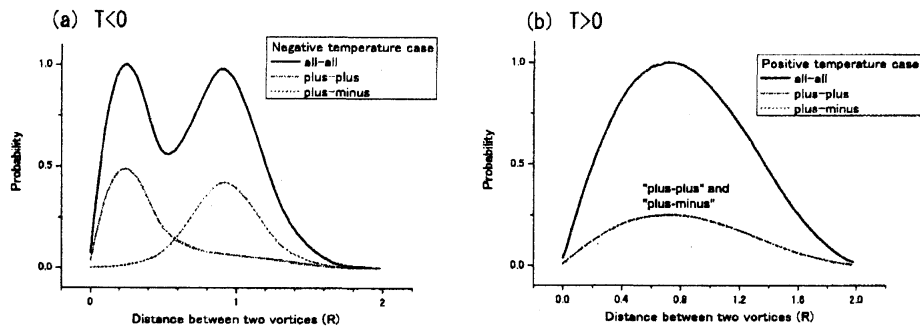 (a) T<0
Negative temperature case
all-all
plus-plus
plus-minus
1.0
0.5
0.0
Probability
0
1
2
Distance between two vortices (R)
(b) T>0
Positive temperature case
all-all
plus-plus
plus-minus
1.0
0.5
0.0
Probability
"plus-plus" and
"plus-minus"
0.0
0.4
0.8
1.2
1.6
2.0
Distance between two vortices (R)